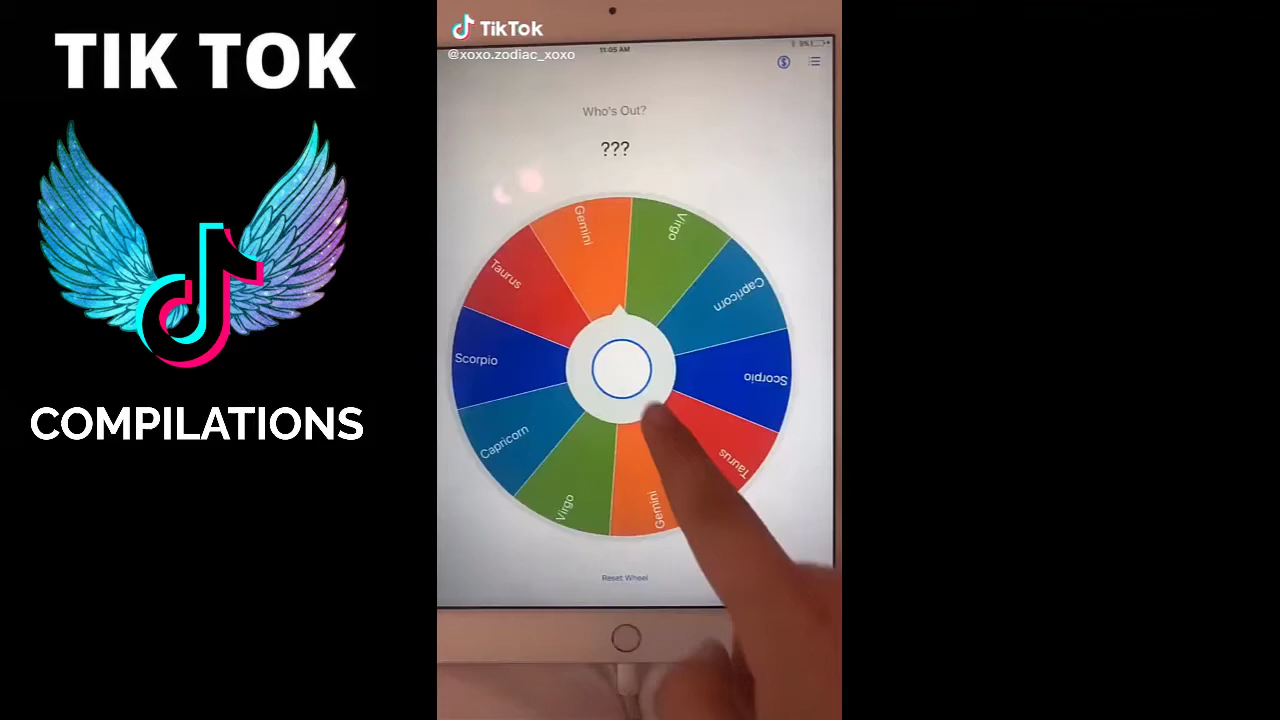 TIK TOK
COMPILATIONS
TikTok
@xoxo.zodiac_xoxo
11:05 AM
9%
Who's Out?
???
Gemini
Virgo
Taurus
Capricorn
Scorpio
Scorpio
Capricorn
Taurus
Virgo
Gemini
Reset Wheel